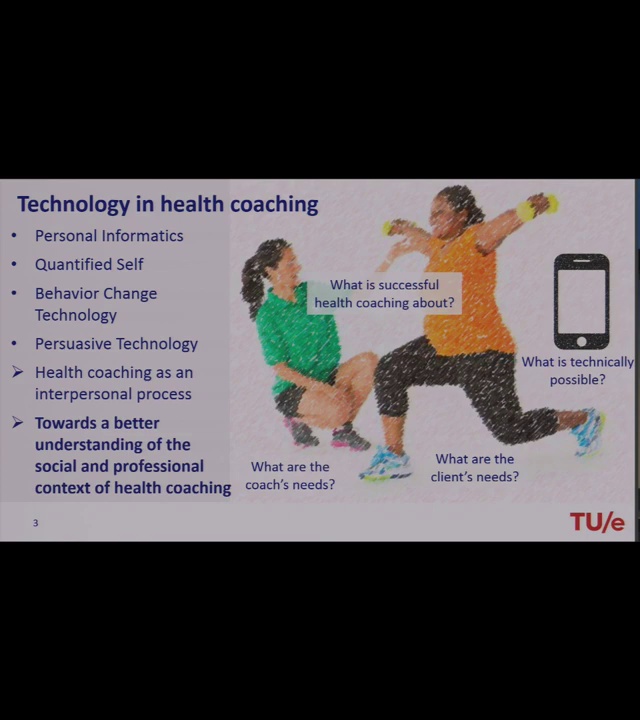 Technology in health coaching
• Personal Informatics
• Quantified Self
• Behavior Change
Technology
• Persuasive Technology
➢ Health coaching as an
interpersonal process
➢ Towards a better
understanding of the
social and professional
context of health coaching
What is successful
health coaching about?
What is technically
possible?
What are the
coach's needs?
What are the
client's needs?
3
TU/e